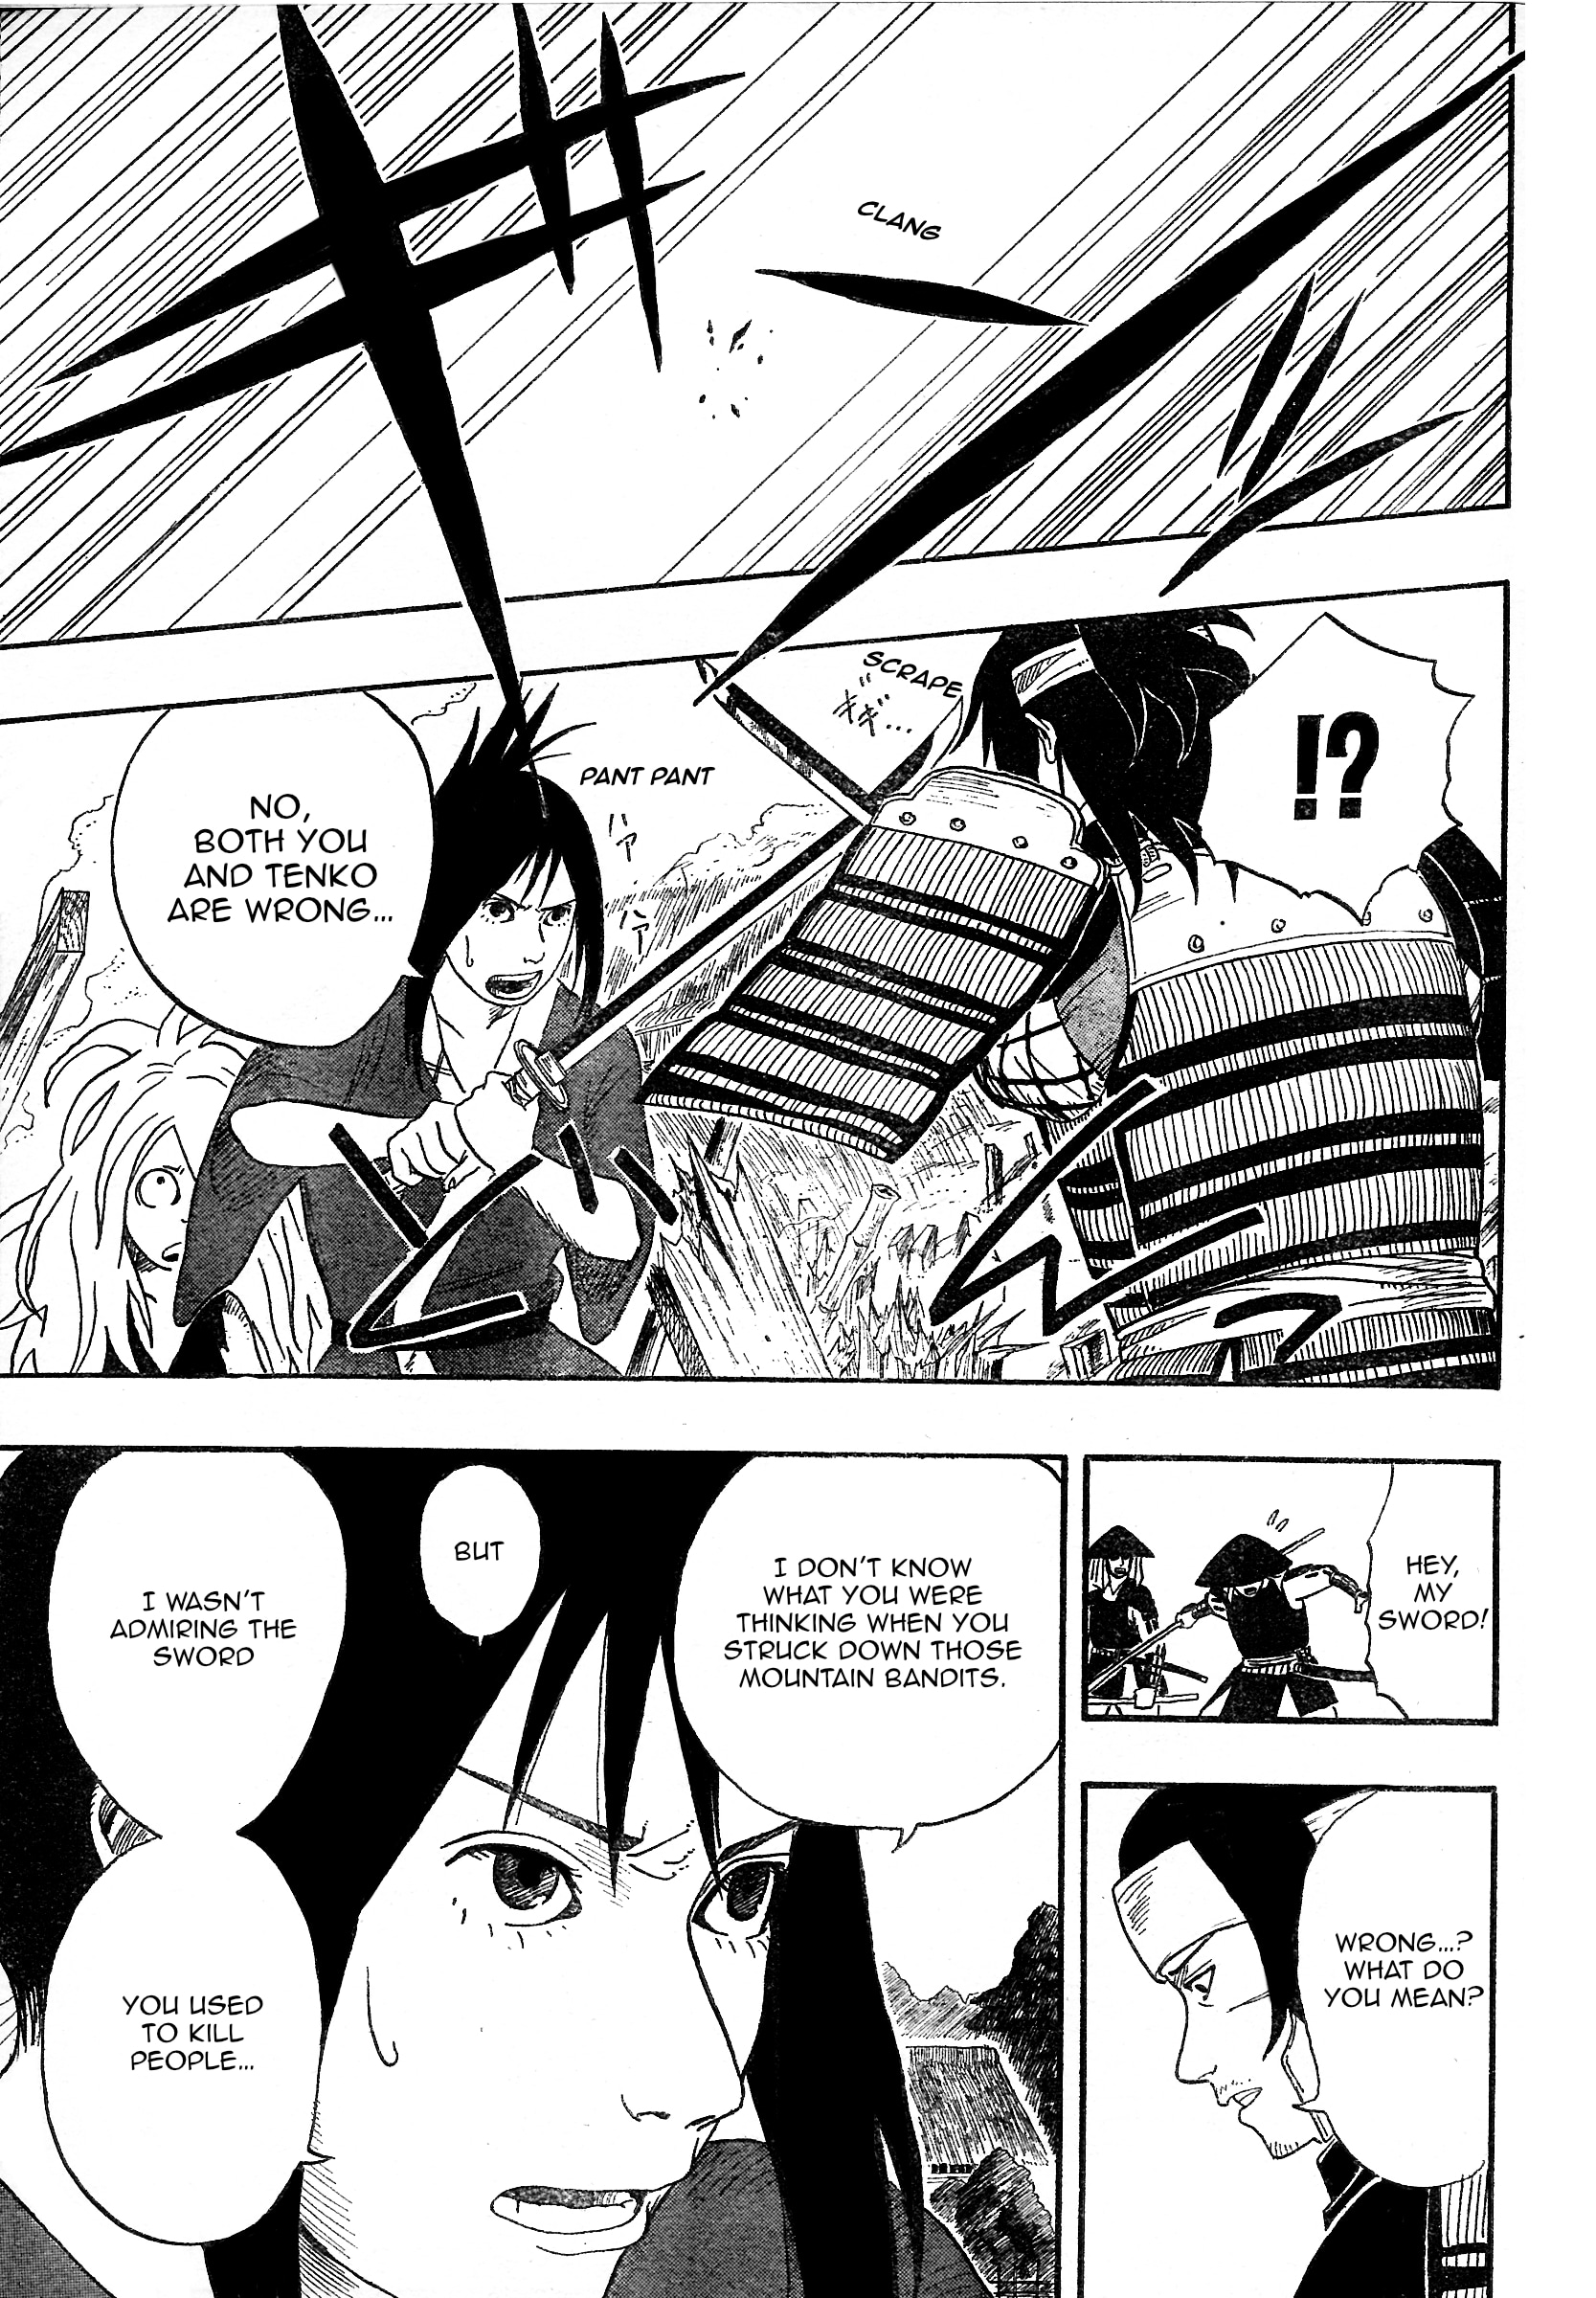 CLANG
!?
SCRAPE
ギギ...
PANT PANT
ハァ
ハァ
NO,
BOTH YOU
AND TENKO
ARE WRONG...
HEY,
MY
SWORD!
WRONG...?
WHAT DO
YOU MEAN?
I DON'T KNOW
WHAT YOU WERE
THINKING WHEN YOU
STRUCK DOWN THOSE
MOUNTAIN BANDITS.
BUT
I WASN'T
ADMIRING THE
SWORD
YOU USED
TO KILL
PEOPLE...